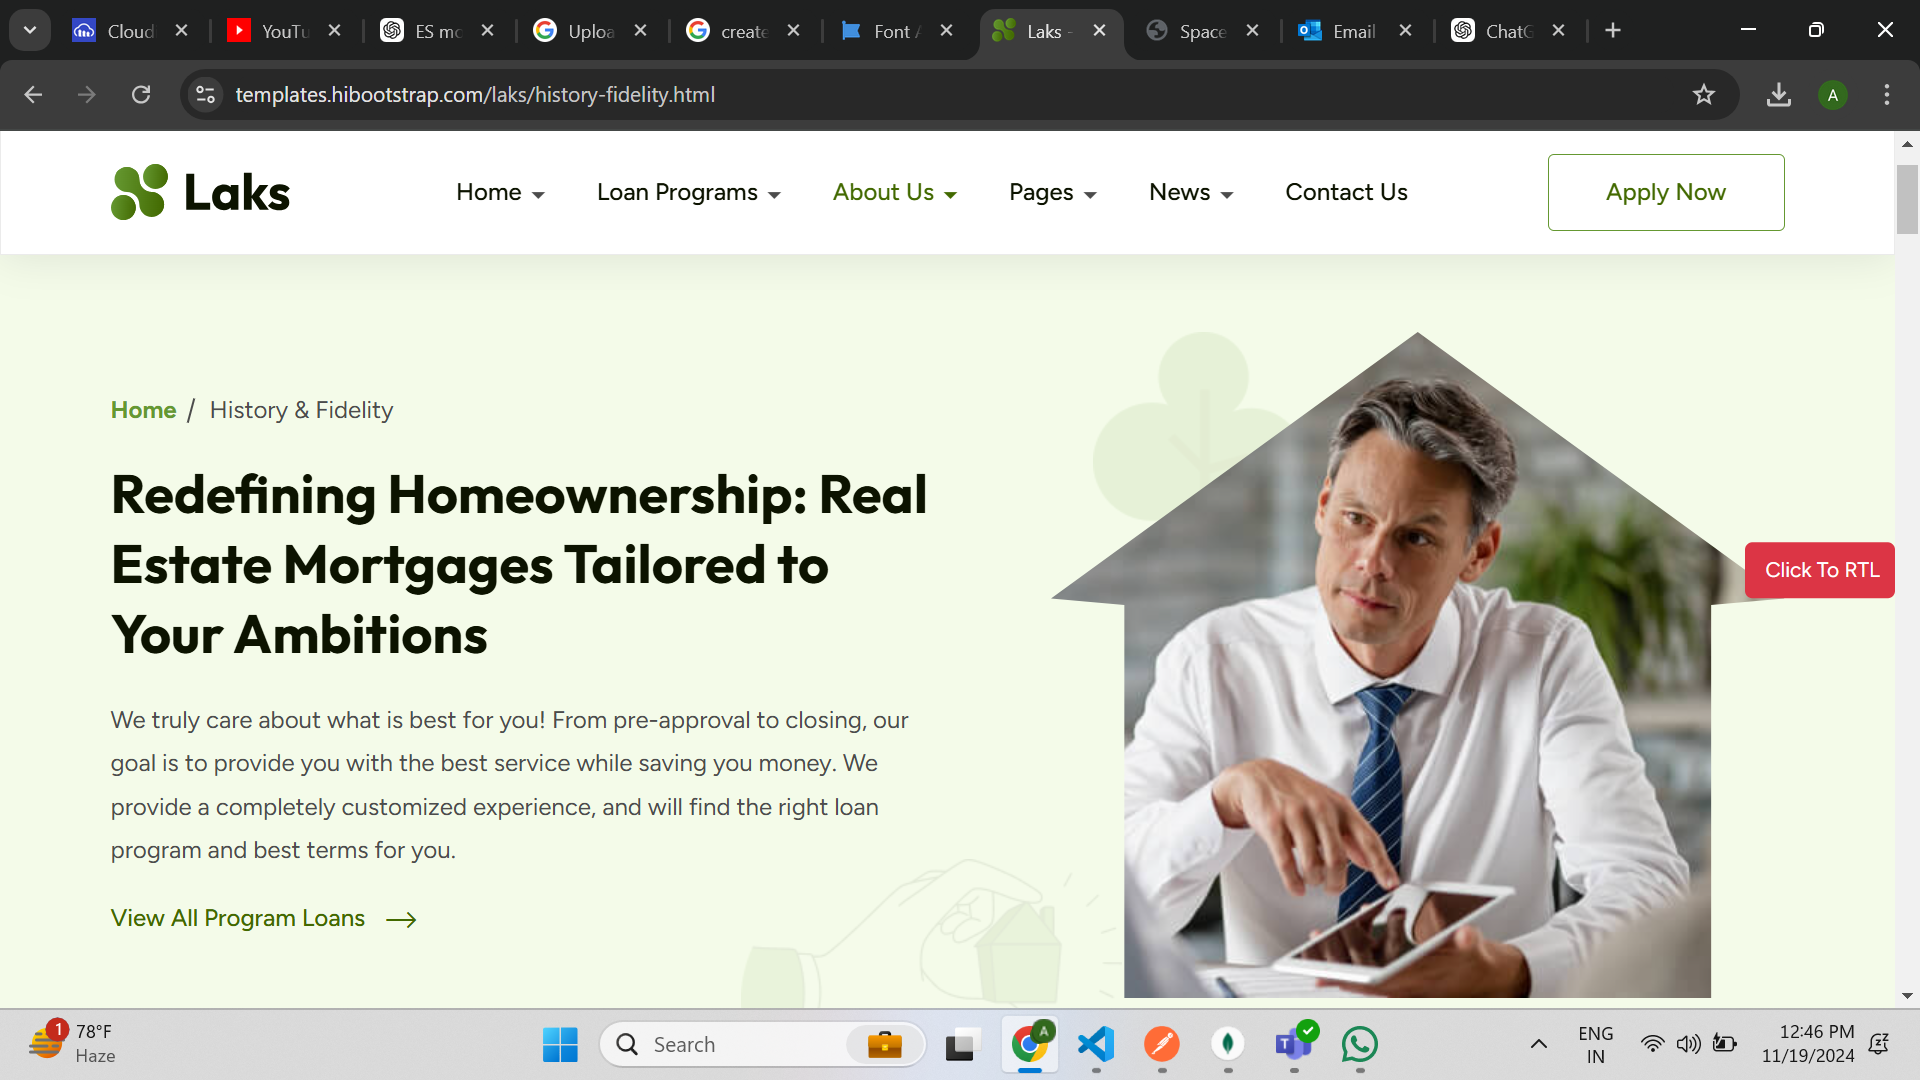 Cloud
YouTu
ES mo
Uploa
create
Font A
Laks -
Space
Email
ChatG
templates.hibootstrap.com/laks/history-fidelity.html
A
Laks
Home
Loan Programs
About Us
Pages
News
Contact Us
Apply Now
Home / History & Fidelity
Redefining Homeownership: Real
Estate Mortgages Tailored to
Your Ambitions
Click To RTL
We truly care about what is best for you! From pre-approval to closing, our
goal is to provide you with the best service while saving you money. We
provide a completely customized experience, and will find the right loan
program and best terms for you.
View All Program Loans
1
78°F
Haze
Search
A
T
ENG
IN
12:46 PM
11/19/2024